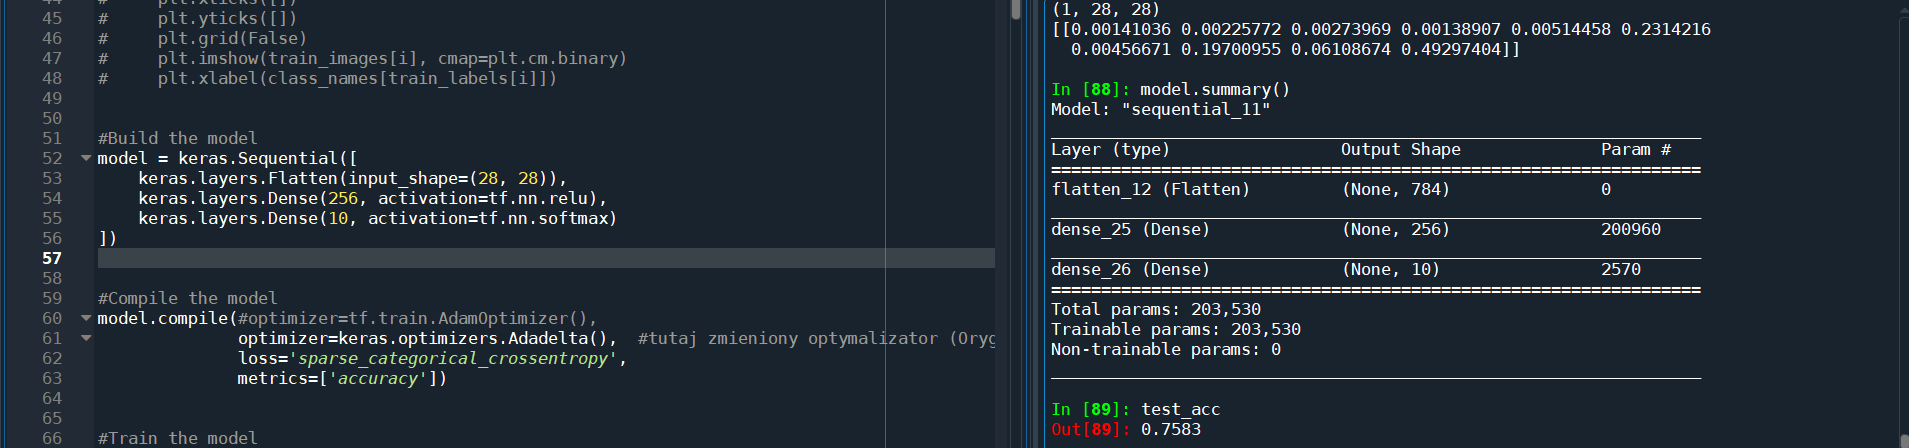 44 #     plt.xticks([])
45 #     plt.yticks([])
46 #     plt.grid(False)
47 #     plt.imshow(train_images[i], cmap=plt.cm.binary)
48 #     plt.xlabel(class_names[train_labels[i]])
49
50
51 #Build the model
52 model = keras.Sequential([
53     keras.layers.Flatten(input_shape=(28, 28)),
54     keras.layers.Dense(256, activation=tf.nn.relu),
55     keras.layers.Dense(10, activation=tf.nn.softmax)
56 ])
57
58
59 #Compile the model
60 model.compile(#optimizer=tf.train.AdamOptimizer(),
61               optimizer=keras.optimizers.Adadelta(),  #tutaj zmieniony optymalizator (Oryg
62               loss='sparse_categorical_crossentropy',
63               metrics=['accuracy'])
64
65
66 #Train the model
(1, 28, 28)
[[0.00141036 0.00225772 0.00273969 0.00138907 0.00514458 0.2314216
  0.00456671 0.19700955 0.06108674 0.49297404]]
In [88]: model.summary()
Model: "sequential_11"
Layer (type)                 Output Shape              Param #
=================================================================
flatten_12 (Flatten)         (None, 784)               0
dense_25 (Dense)             (None, 256)               200960
dense_26 (Dense)             (None, 10)                2570
=================================================================
Total params: 203,530
Trainable params: 203,530
Non-trainable params: 0
In [89]: test_acc
Out[89]: 0.7583